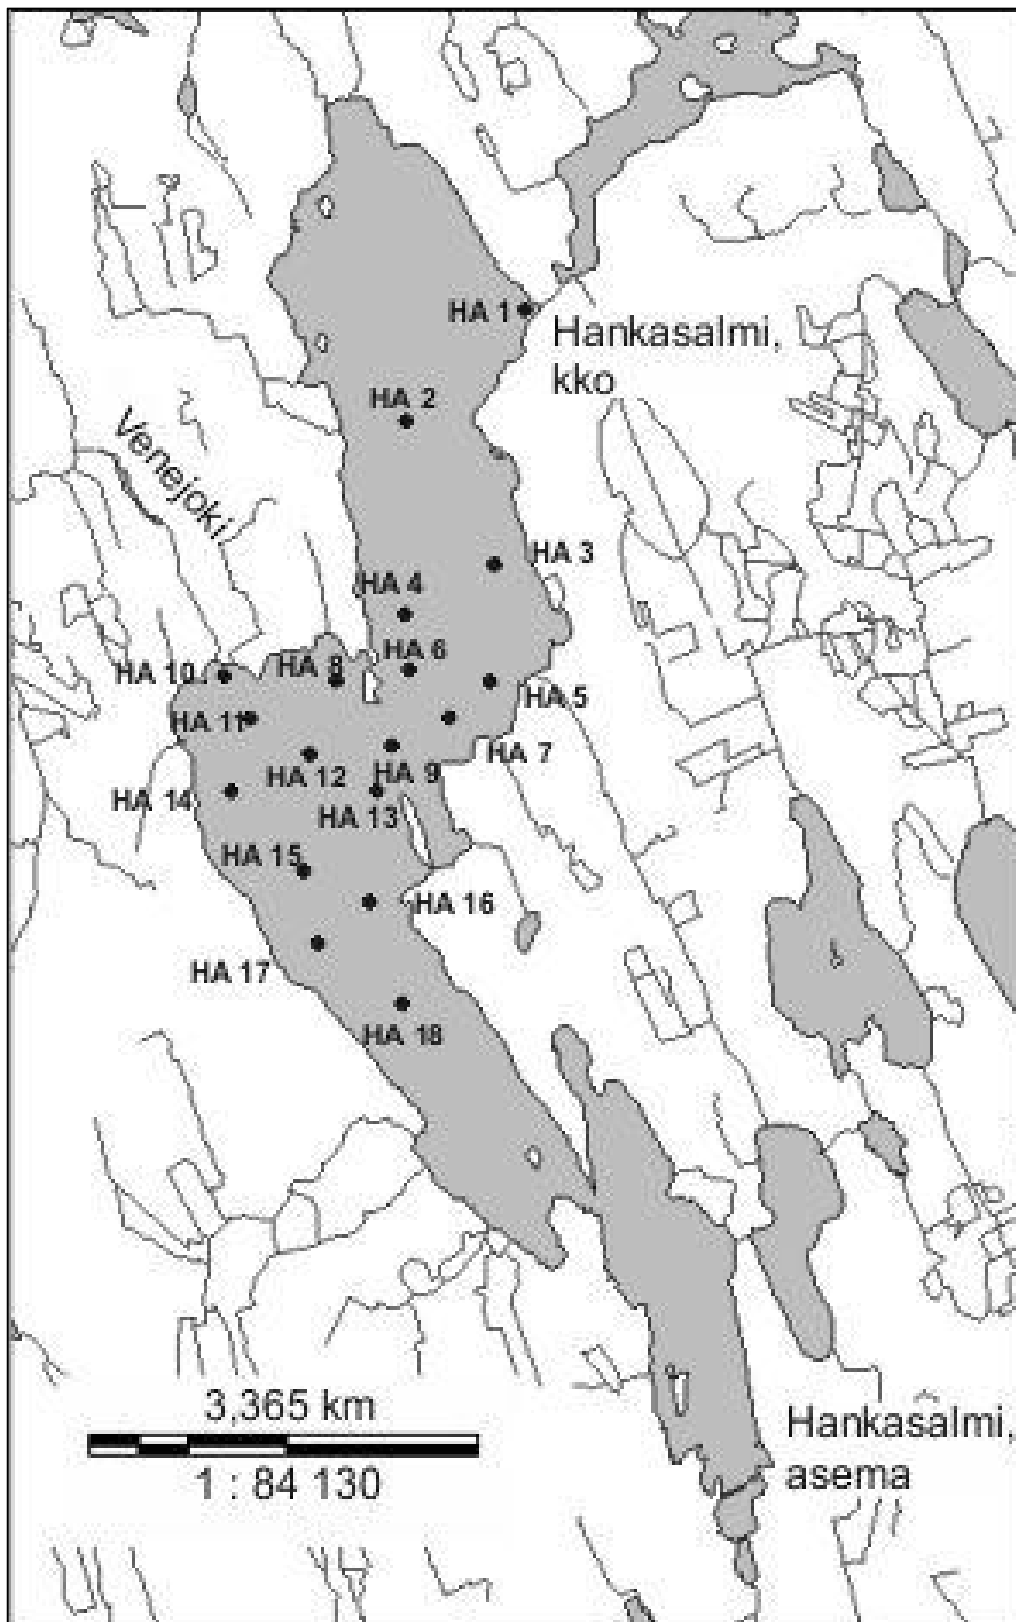 HA 1
Hankasalmi,
kko
HA 2
Venejoki
HA 3
HA 4
HA 6
HA 8
HA 10
HA 5
HA 11
HA 7
HA 12
HA 9
HA 14
HA 13
HA 15
HA 16
HA 17
HA 18
3,365 km
1 : 84 130
Hankasalmi,
asema